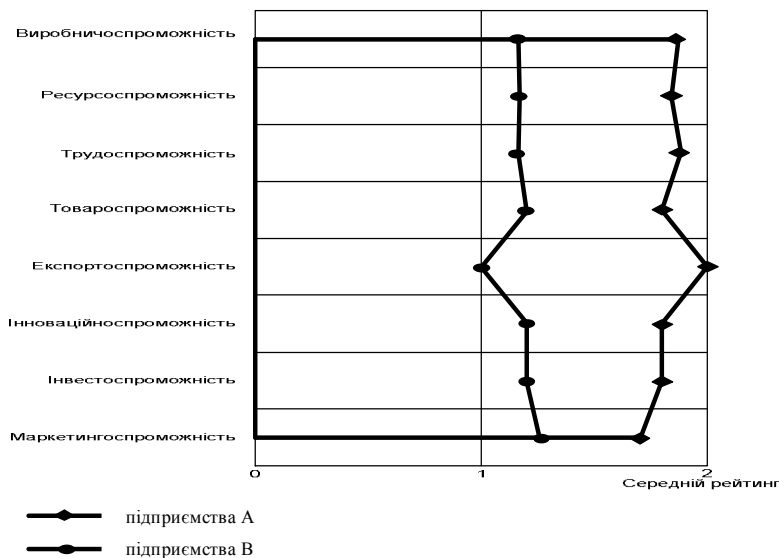 Виробничоспроможність
Ресурсоспроможність
Трудоспроможність
Товароспроможність
Експортоспроможність
Інноваційноспроможність
Інвестоспроможність
Маркетингоспроможність
0 1 2
Середній рейтинг
підприємства А
підприємства В